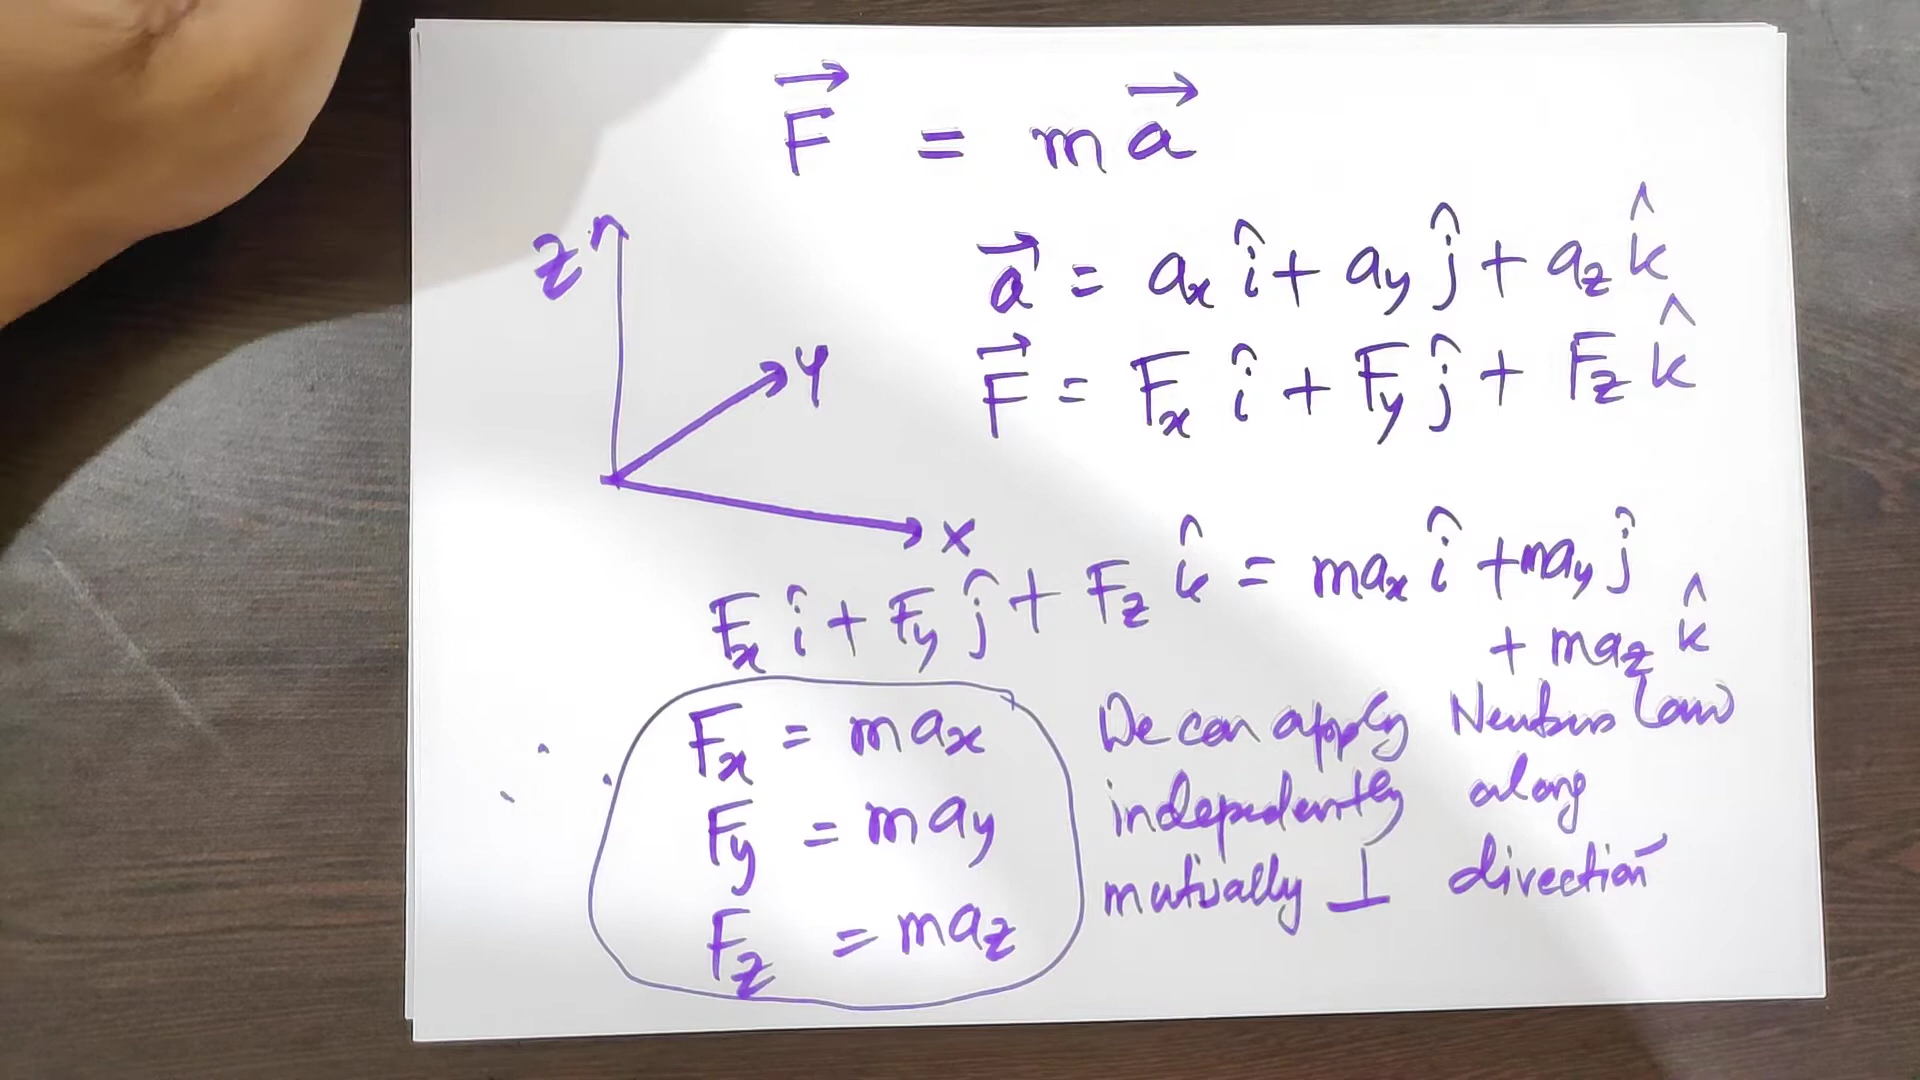 F⃗ = m a⃗
Z
Y
X
a⃗ = aₓ î + a_y ĵ + a_z k̂
F⃗ = Fₓ î + F_y ĵ + F_z k̂
Fₓ î + F_y ĵ + F_z k̂ = maₓ î + ma_y ĵ
+ ma_z k̂
∴
Fₓ = maₓ
F_y = ma_y
F_z = ma_z
We can apply Newtons law
independently along
mutually ⊥ direction